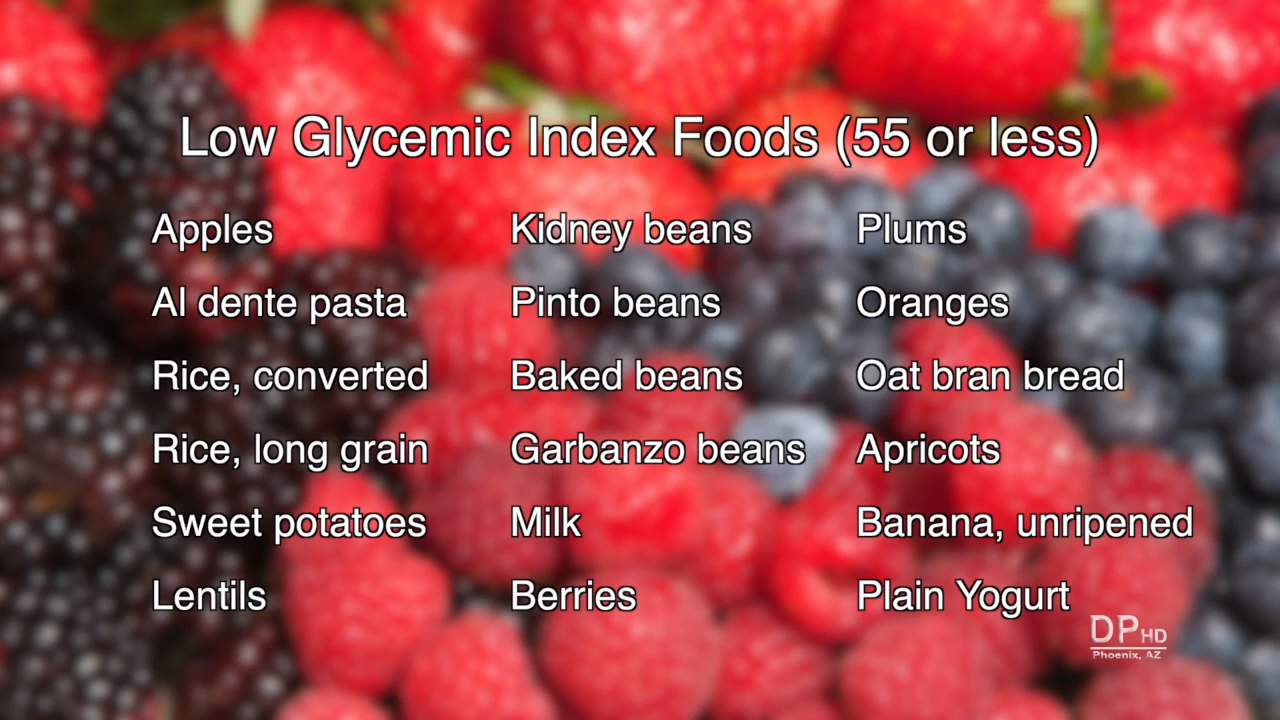 Low Glycemic Index Foods (55 or less)
Apples
Al dente pasta
Rice, converted
Rice, long grain
Sweet potatoes
Lentils
Kidney beans
Pinto beans
Baked beans
Garbanzo beans
Milk
Berries
Plums
Oranges
Oat bran bread
Apricots
Banana, unripened
Plain Yogurt
DP HD
Phoenix, AZ